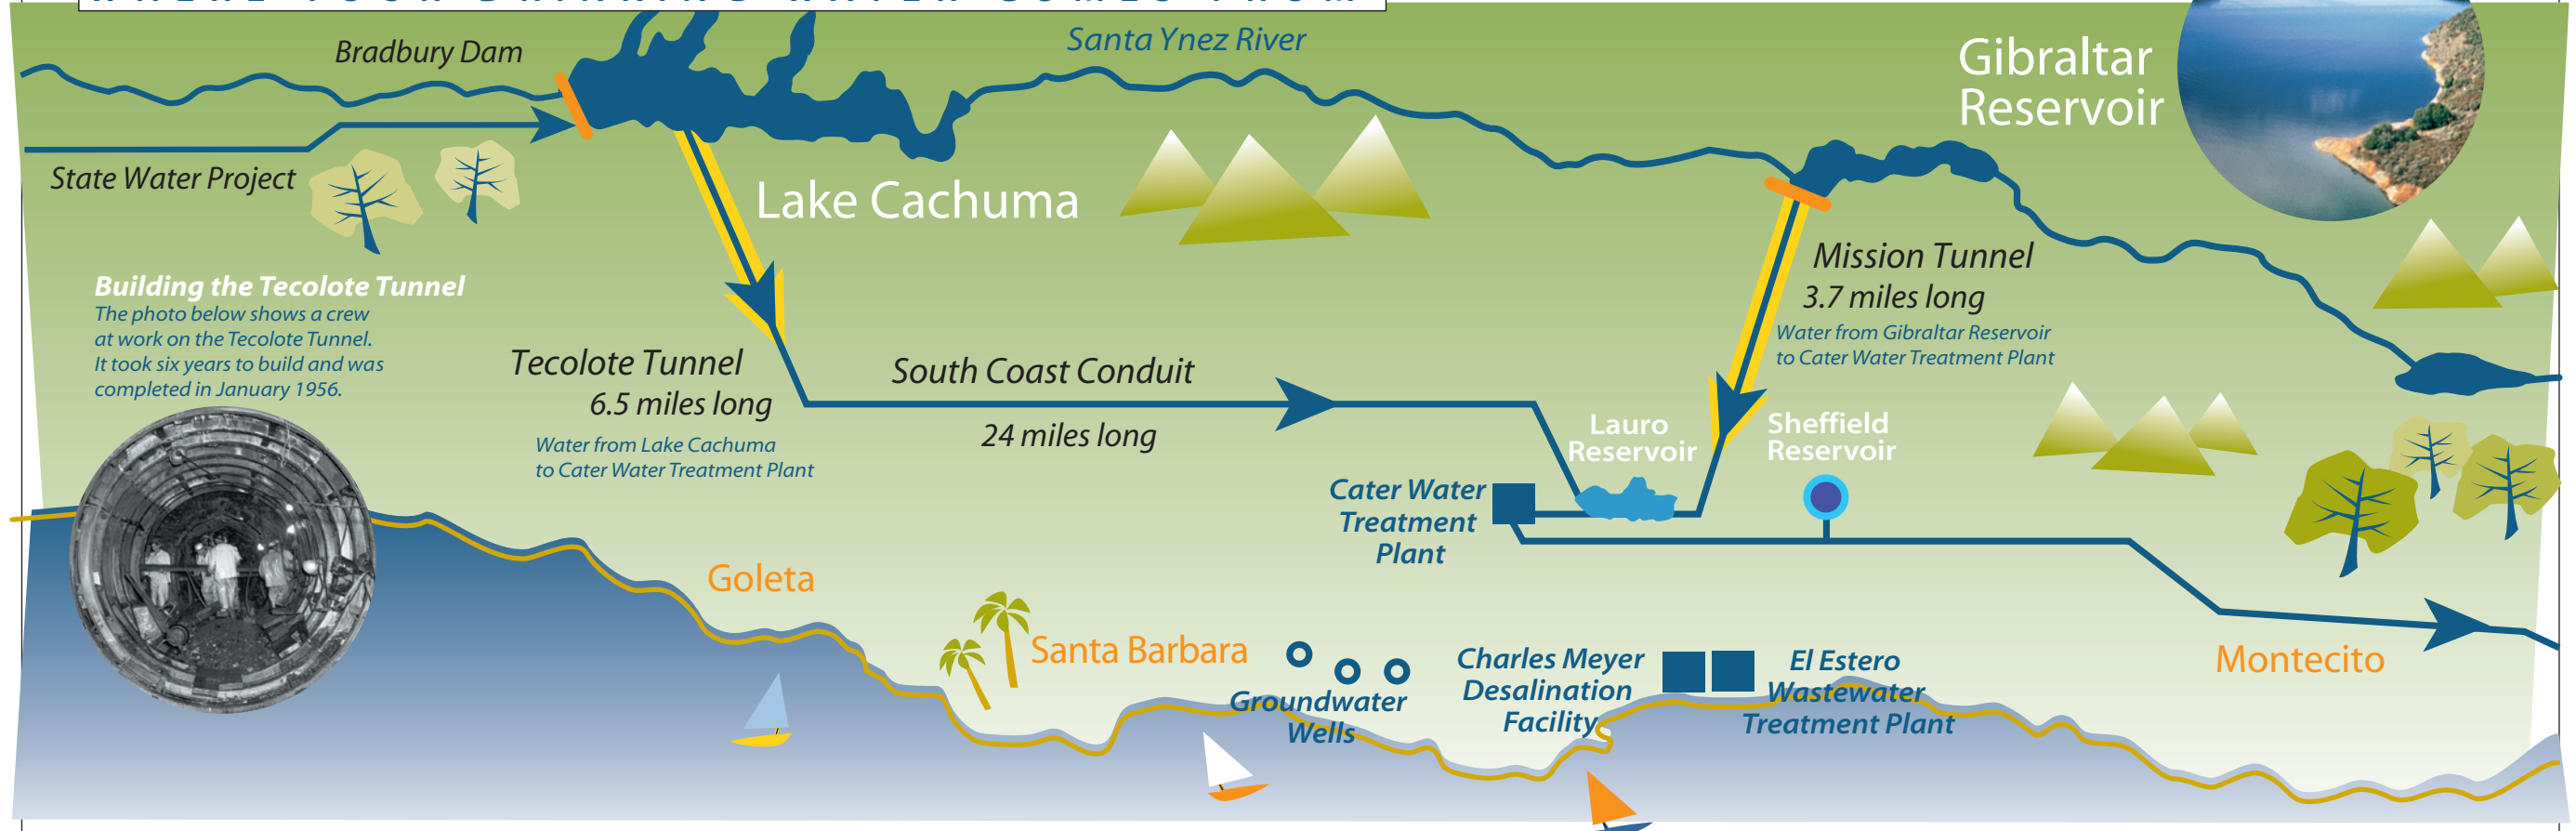 Bradbury Dam
Santa Ynez River
Gibraltar
Reservoir
State Water Project
Lake Cachuma
Mission Tunnel
3.7 miles long
Water from Gibraltar Reservoir
to Cater Water Treatment Plant
Building the Tecolote Tunnel
The photo below shows a crew
at work on the Tecolote Tunnel.
It took six years to build and was
completed in January 1956.
Tecolote Tunnel
6.5 miles long
Water from Lake Cachuma
to Cater Water Treatment Plant
South Coast Conduit
24 miles long
Lauro
Reservoir
Sheffield
Reservoir
Cater Water
Treatment
Plant
Goleta
Santa Barbara
Groundwater
Wells
Charles Meyer
Desalination
Facility
El Estero
Wastewater
Treatment Plant
Montecito